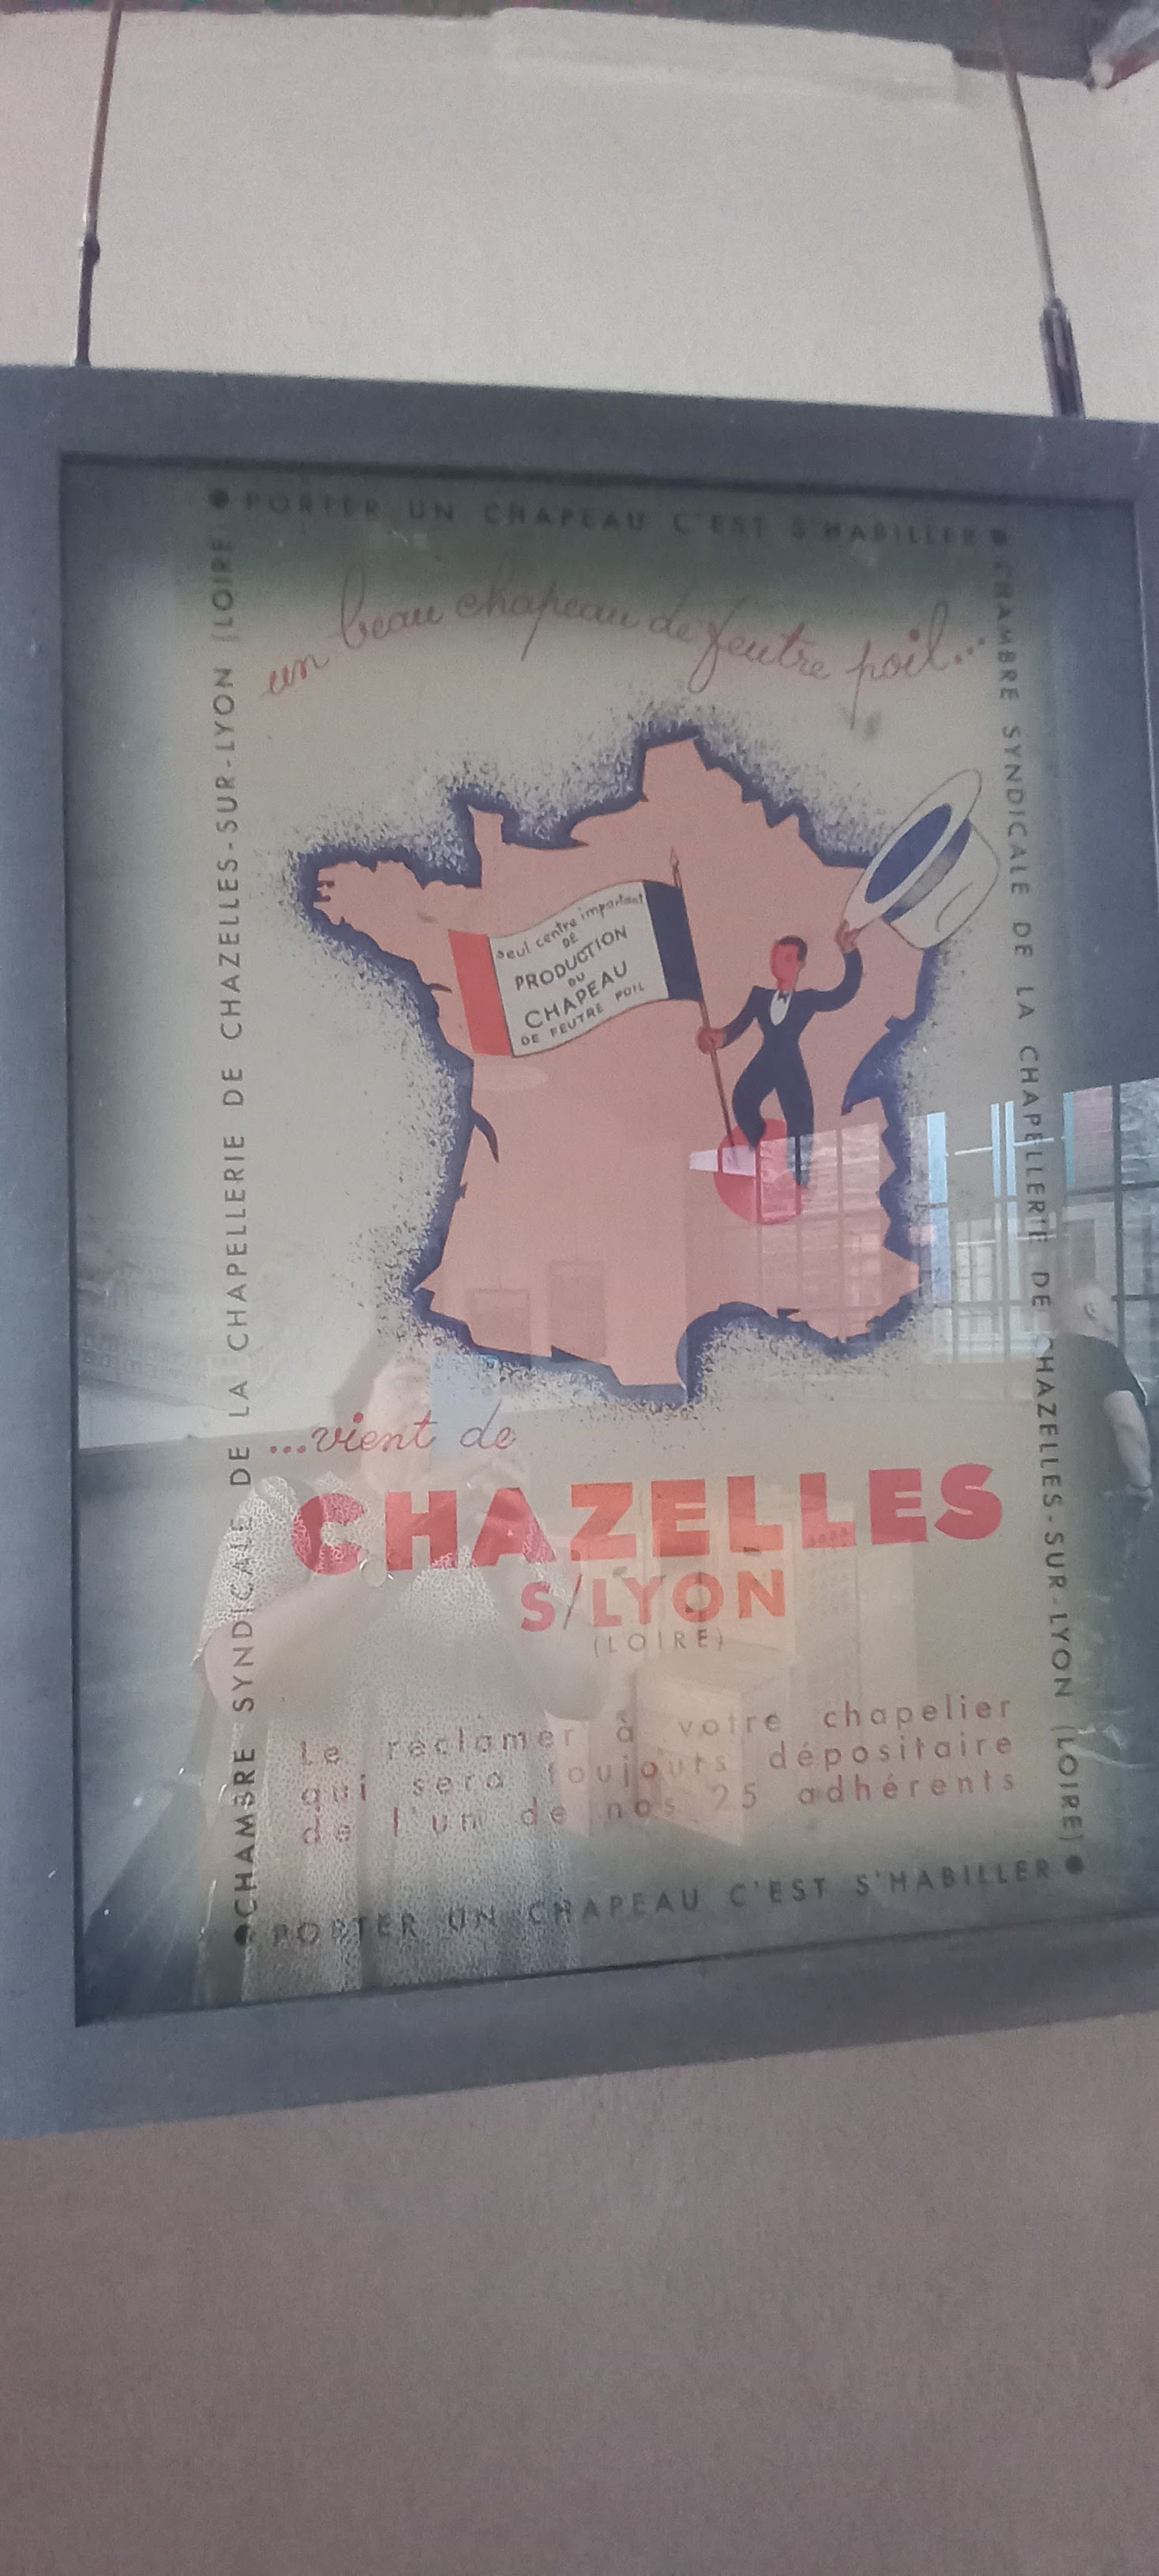 ● PORTER UN CHAPEAU C'EST S'HABILLER ●
un beau chapeau de feutre poil...
seul centre important
DE
PRODUCTION
DU
CHAPEAU
DE FEUTRE POIL
...vient de
CHAZELLES
S/LYON
(LOIRE)
Le réclamer à votre chapelier
qui sera toujours dépositaire
de l'un de nos 25 adhérents
● PORTER UN CHAPEAU C'EST S'HABILLER ●
● CHAMBRE SYNDICALE DE LA CHAPELLERIE DE CHAZELLES-SUR-LYON (LOIRE)
CHAMBRE SYNDICALE DE LA CHAPELLERIE DE CHAZELLES-SUR-LYON (LOIRE) ●